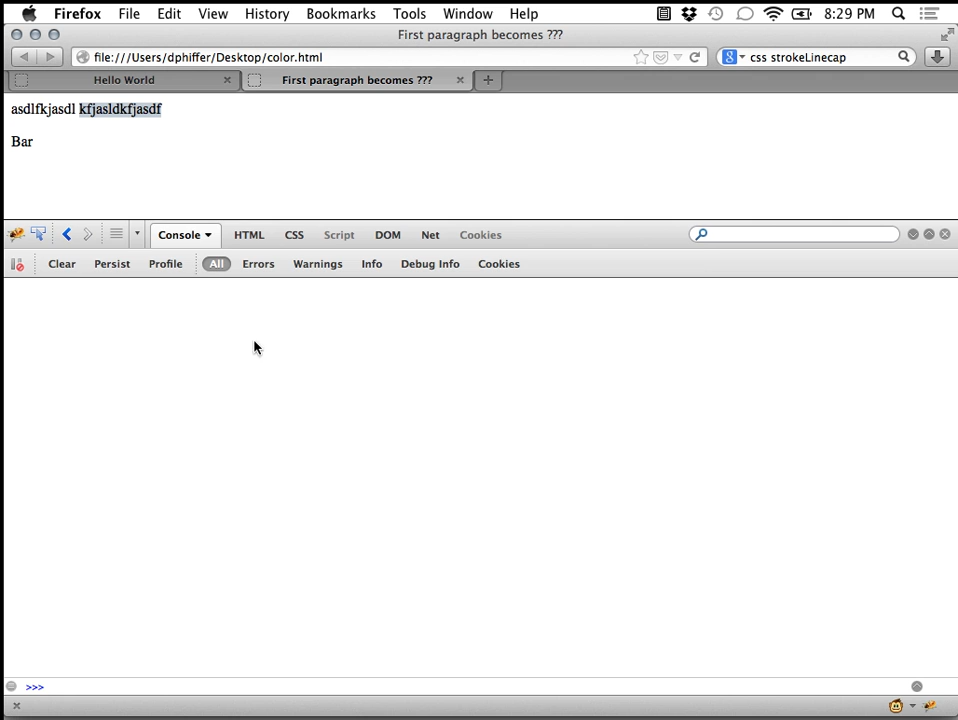 Firefox File Edit View History Bookmarks Tools Window Help 8:29 PM
First paragraph becomes ???
file:///Users/dphiffer/Desktop/color.html css strokeLinecap
Hello World First paragraph becomes ???
asdlfkjasdl kfjasldkfjasdf
Bar
Console HTML CSS Script DOM Net Cookies
Clear Persist Profile All Errors Warnings Info Debug Info Cookies
>>>